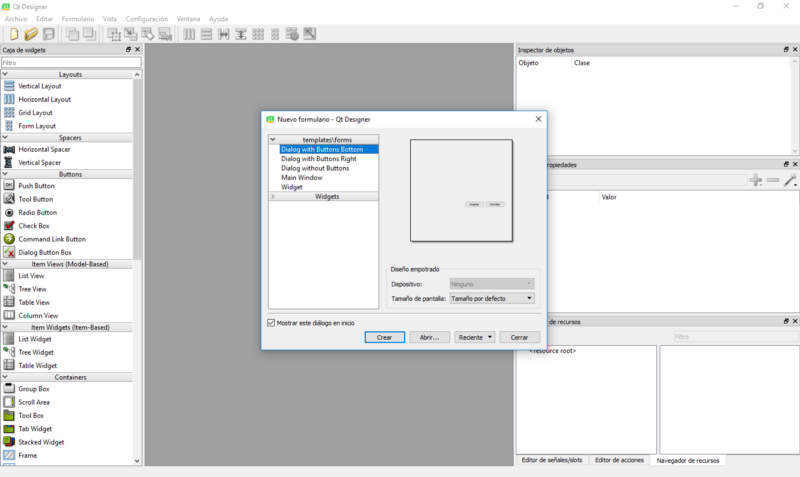 Qt Designer
Archivo Editar Formulario Vista Configuración Ventana Ayuda
Caja de widgets
Filtro
Layouts
Vertical Layout
Horizontal Layout
Grid Layout
Form Layout
Spacers
Horizontal Spacer
Vertical Spacer
Buttons
Push Button
Tool Button
Radio Button
Check Box
Command Link Button
Dialog Button Box
Item Views (Model-Based)
List View
Tree View
Table View
Column View
Item Widgets (Item-Based)
List Widget
Tree Widget
Table Widget
Containers
Group Box
Scroll Area
Tool Box
Tab Widget
Stacked Widget
Frame
Nuevo formulario - Qt Designer
templates\forms
Dialog with Buttons Bottom
Dialog with Buttons Right
Dialog without Buttons
Main Window
Widget
Widgets
Diseño empotrado
Dispositivo: Ninguno
Tamaño de pantalla: Tamaño por defecto
Mostrar este diálogo en inicio
Crear Abrir... Reciente Cerrar
Inspector de objetos
Objeto Clase
ropiedades
Valor
de recursos
Filtro
<resource root>
Editor de señales/slots Editor de acciones Navegador de recursos